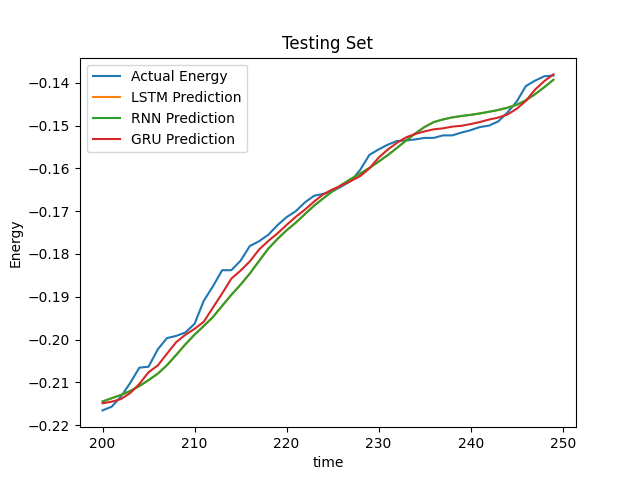 Testing Set
Actual Energy
LSTM Prediction
RNN Prediction
GRU Prediction
Energy
−0.14
−0.15
−0.16
−0.17
−0.18
−0.19
−0.20
−0.21
−0.22
200 210 220 230 240 250
time